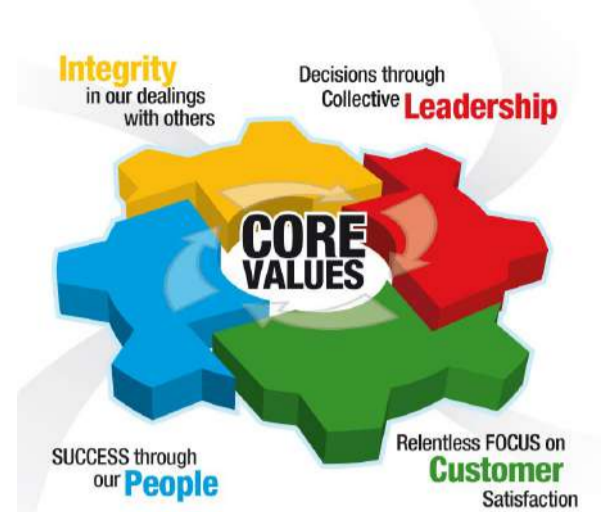 Integrity
in our dealings
with others
Decisions through
Collective Leadership
CORE
VALUES
SUCCESS through
our People
Relentless FOCUS on
Customer
Satisfaction